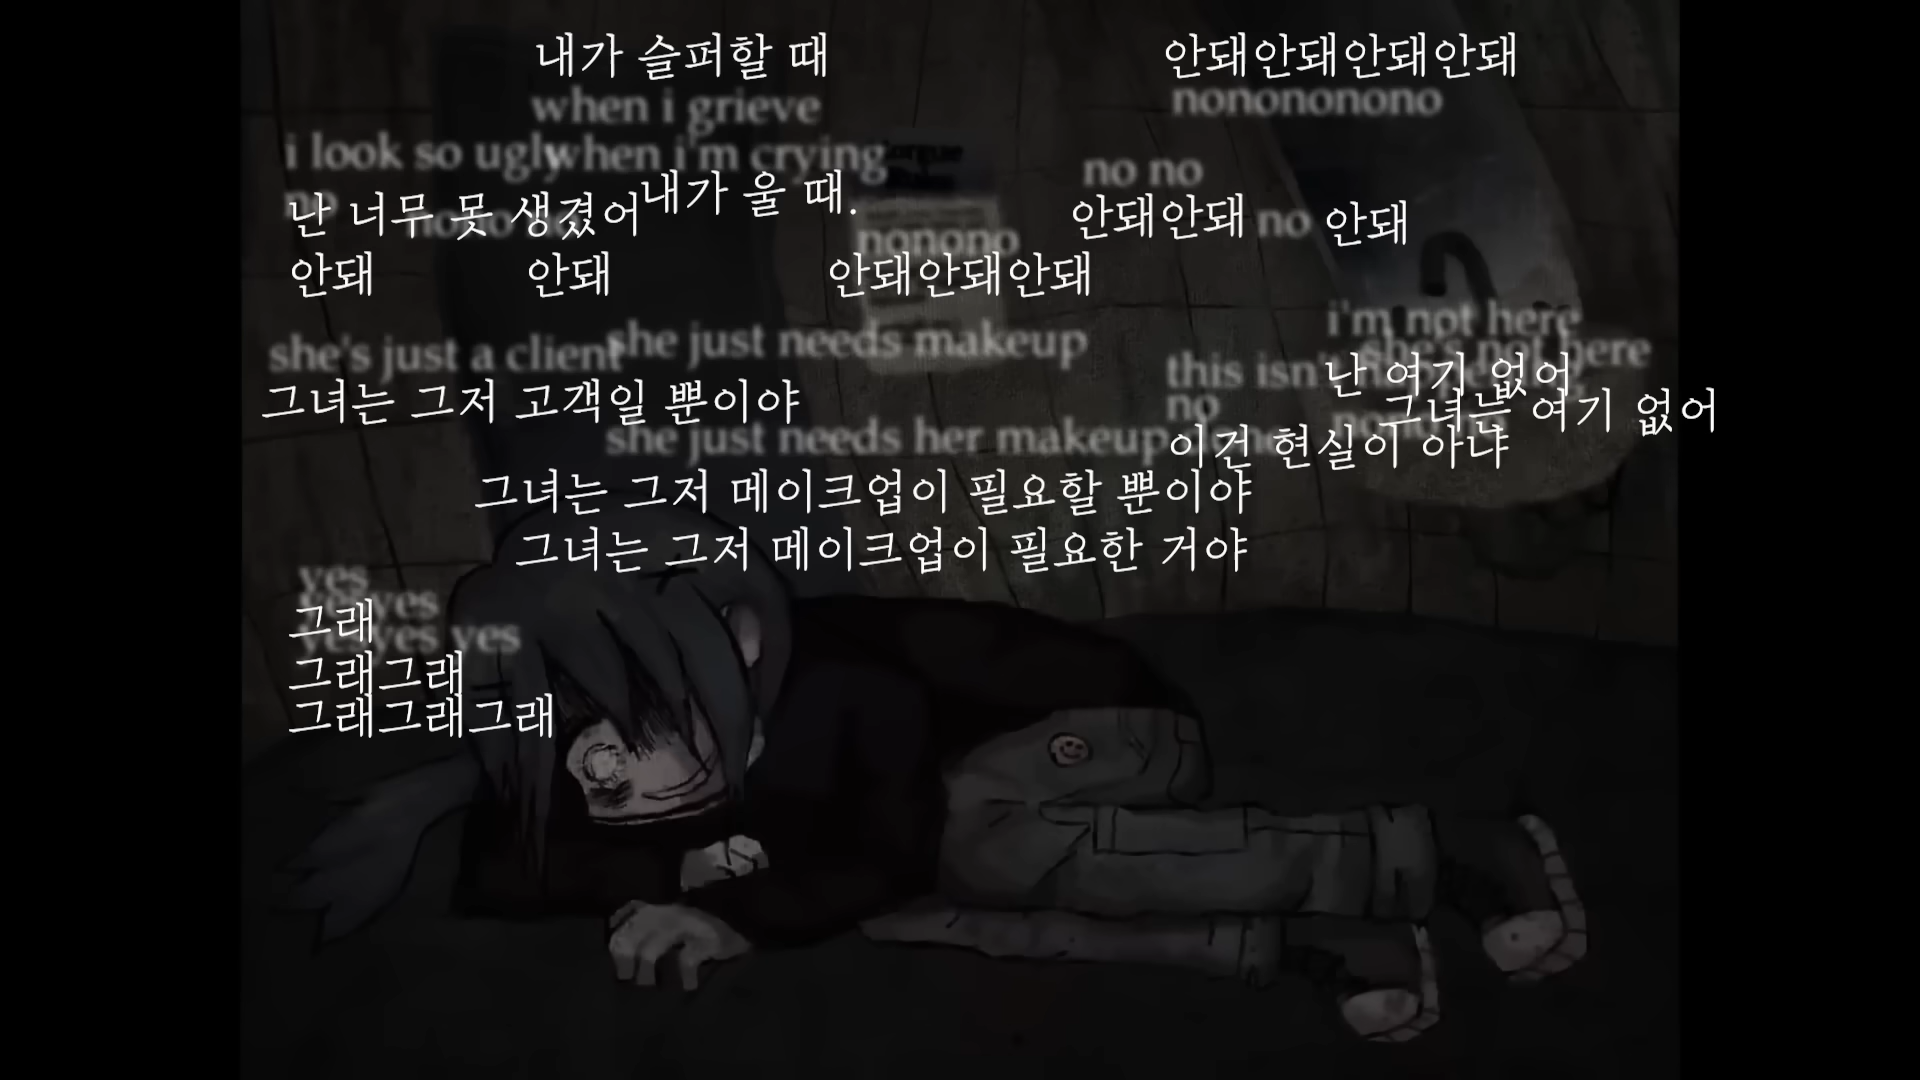 내가 슬퍼할 때
안돼안돼안돼안돼
when i grieve
nonononono
i look so ugly
when i'm crying
no no
난 너무 못 생겼어
내가 울 때.
no
안돼안돼
no
안돼
nonono
안돼
안돼
안돼안돼안돼
i'm not here
she's just a client
she just needs makeup
she's not here
this isn't
난 여기 없어
그녀는 그저 고객일 뿐이야
no
그녀는 여기 없어
she just needs her makeup
이건 현실이 아냐
그녀는 그저 메이크업이 필요할 뿐이야
그녀는 그저 메이크업이 필요한 거야
yes
yes yes
그래
yes yes yes
그래그래
그래그래그래